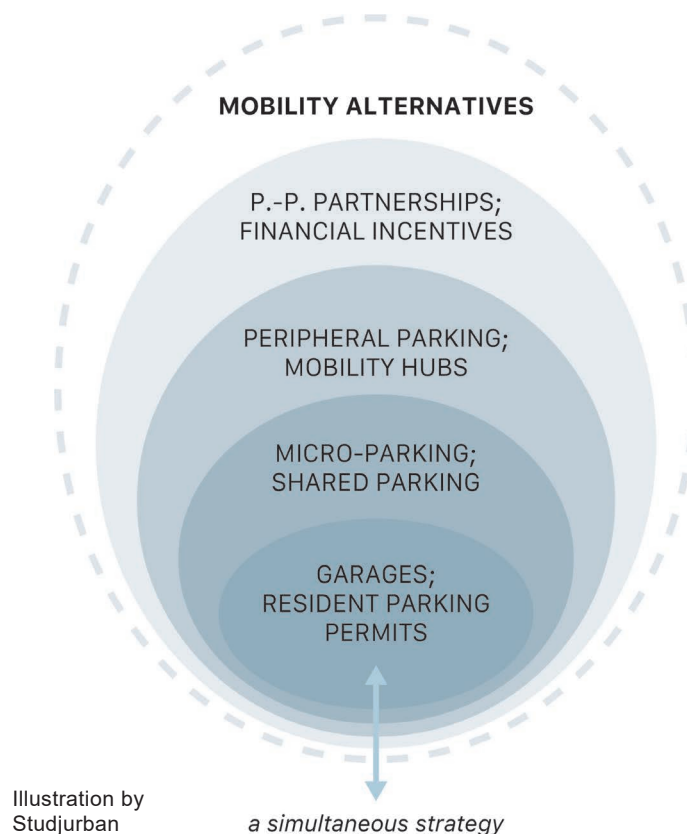 MOBILITY ALTERNATIVES
P.-P. PARTNERSHIPS;
FINANCIAL INCENTIVES
PERIPHERAL PARKING;
MOBILITY HUBS
MICRO-PARKING;
SHARED PARKING
GARAGES;
RESIDENT PARKING
PERMITS
Illustration by
Studjurban
a simultaneous strategy